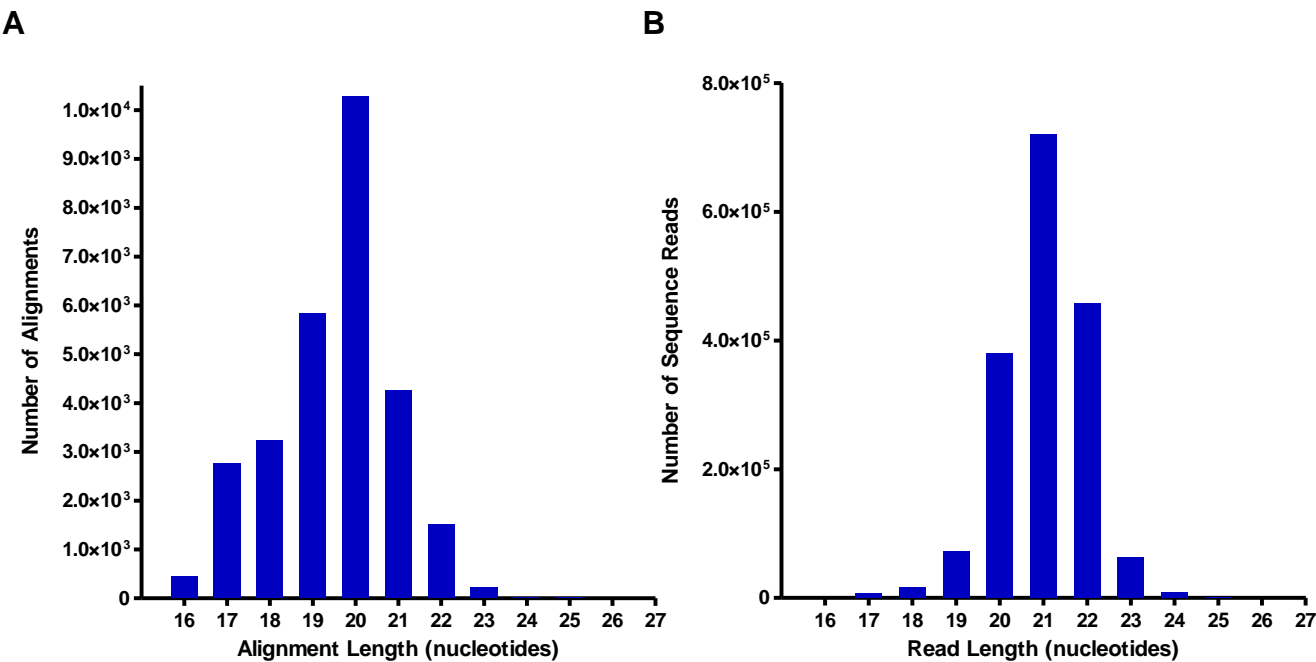 A
B
1.0×10⁴
9.0×10³
8.0×10³
7.0×10³
6.0×10³
5.0×10³
4.0×10³
3.0×10³
2.0×10³
1.0×10³
0
Number of Alignments
16 17 18 19 20 21 22 23 24 25 26 27
Alignment Length (nucleotides)
8.0×10⁵
6.0×10⁵
4.0×10⁵
2.0×10⁵
0
Number of Sequence Reads
16 17 18 19 20 21 22 23 24 25 26 27
Read Length (nucleotides)